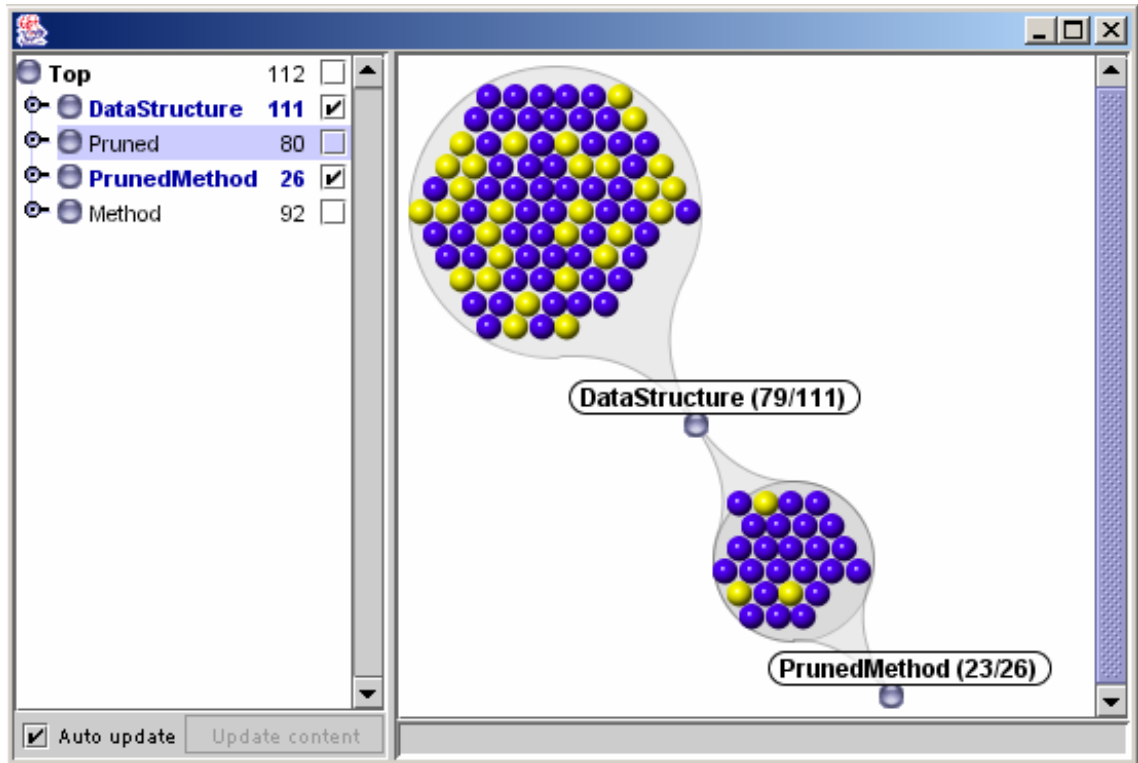 Top 112
DataStructure 111
Pruned 80
PrunedMethod 26
Method 92
DataStructure (79/111)
PrunedMethod (23/26)
Auto update Update content